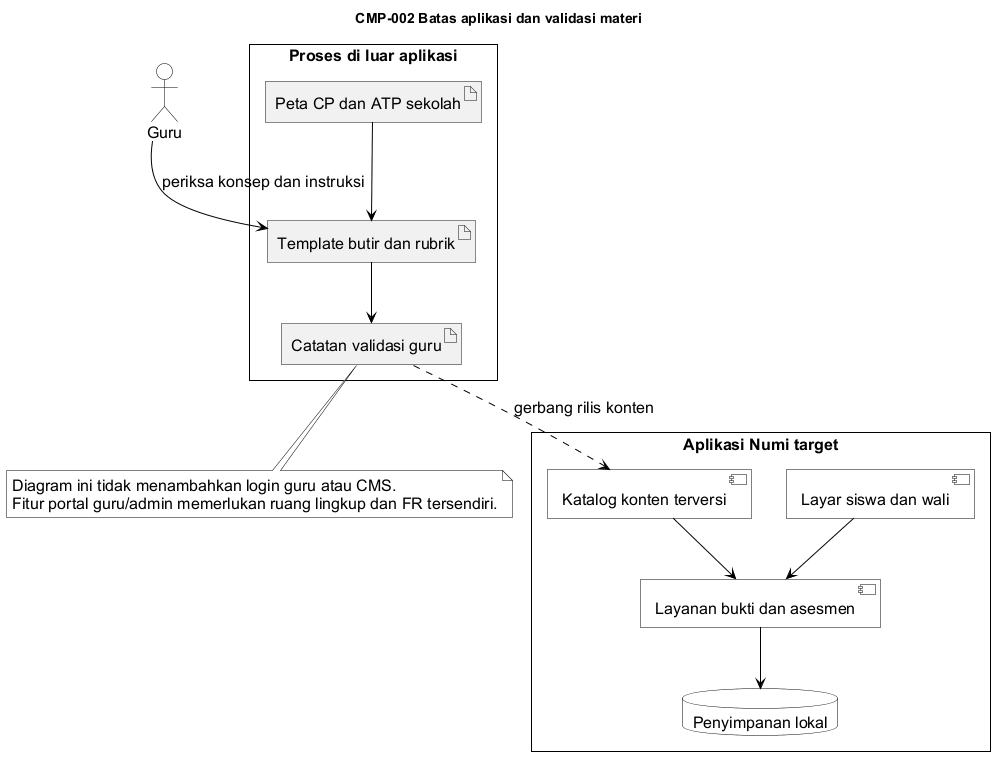 CMP-002 Batas aplikasi dan validasi materi
Proses di luar aplikasi
Peta CP dan ATP sekolah
Guru
periksa konsep dan instruksi
Template butir dan rubrik
Catatan validasi guru
gerbang rilis konten
Aplikasi Numi target
Diagram ini tidak menambahkan login guru atau CMS.
Fitur portal guru/admin memerlukan ruang lingkup dan FR tersendiri.
Katalog konten terversi
Layar siswa dan wali
Layanan bukti dan asesmen
Penyimpanan lokal